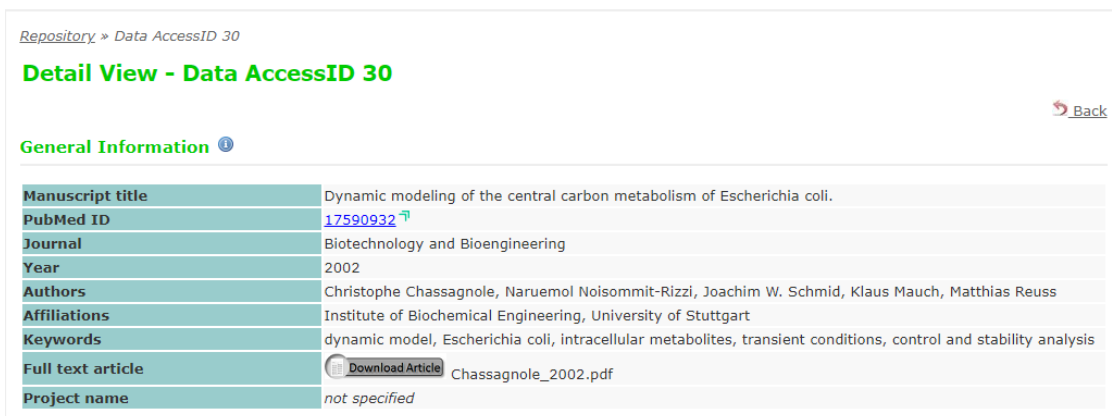 Repository » Data AccessID 30
Detail View - Data AccessID 30
Back
General Information
Manuscript title Dynamic modeling of the central carbon metabolism of Escherichia coli.
PubMed ID 17590932
Journal Biotechnology and Bioengineering
Year 2002
Authors Christophe Chassagnole, Naruemol Noisommit-Rizzi, Joachim W. Schmid, Klaus Mauch, Matthias Reuss
Affiliations Institute of Biochemical Engineering, University of Stuttgart
Keywords dynamic model, Escherichia coli, intracellular metabolites, transient conditions, control and stability analysis
Full text article Download Article Chassagnole_2002.pdf
Project name not specified